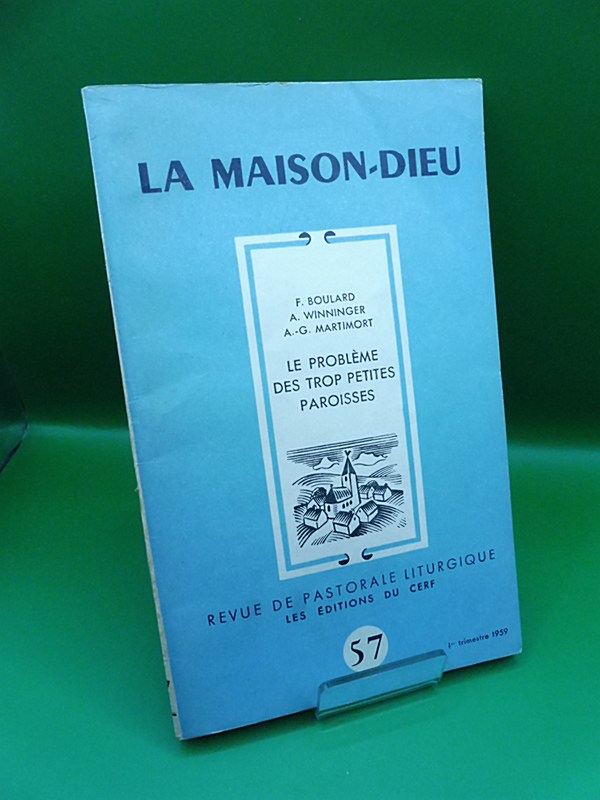 LA MAISON-DIEU
F. BOULARD
A. WINNINGER
A.-G. MARTIMORT
LE PROBLÈME
DES TROP PETITES
PAROISSES
REVUE DE PASTORALE LITURGIQUE
LES ÉDITIONS DU CERF
57
1er trimestre 1959